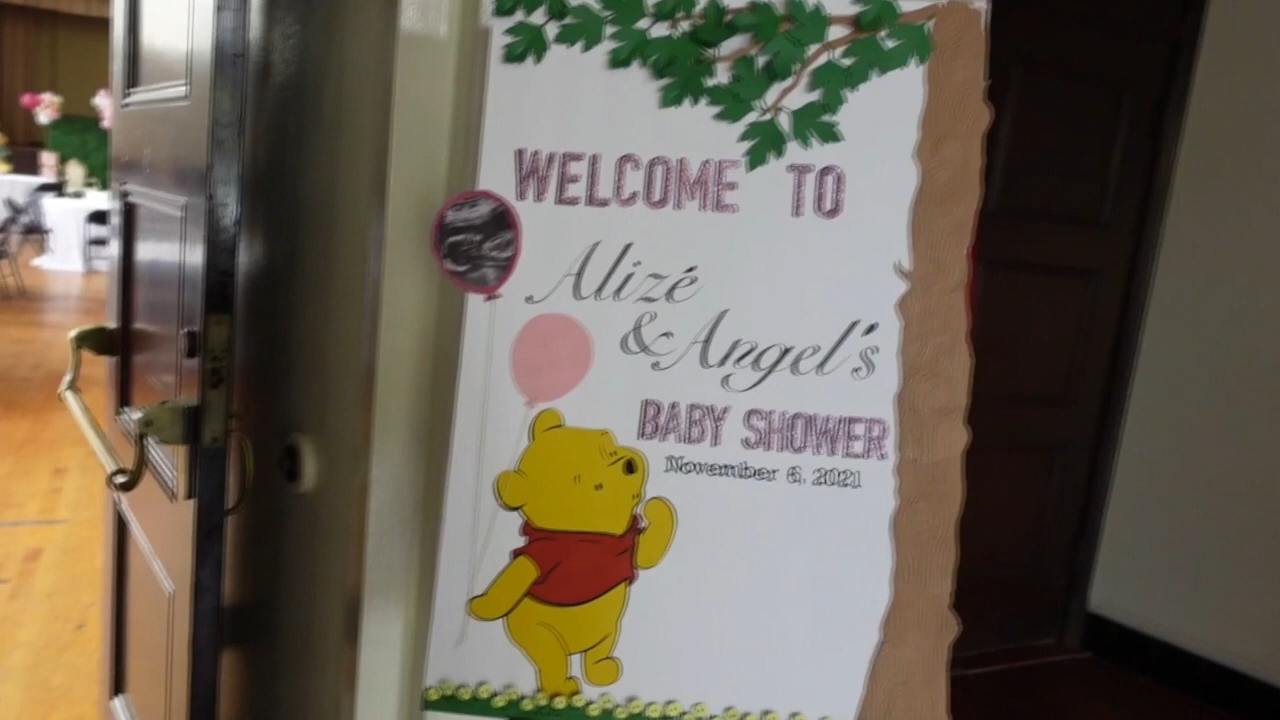 WELCOME TO
Alizé
& Angel's
BABY SHOWER
November 6, 2021